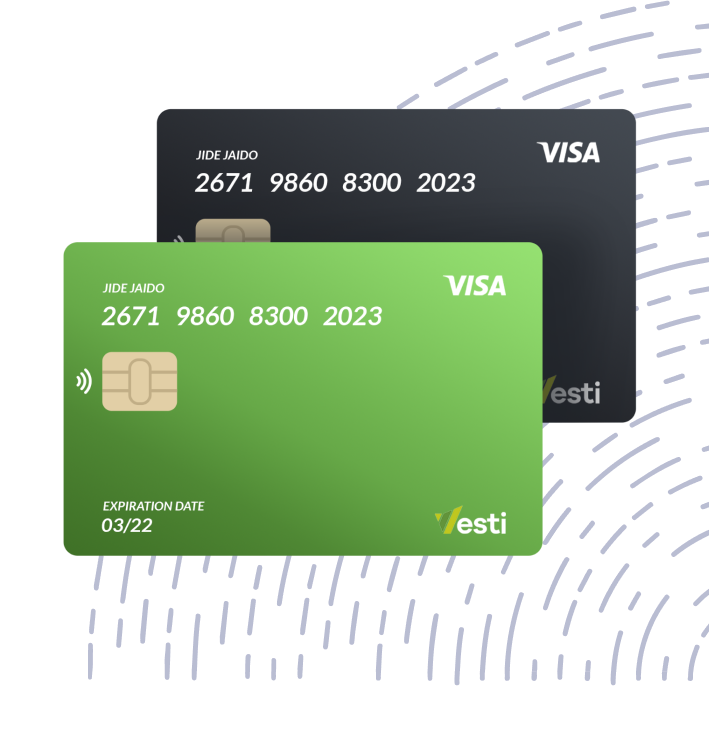 JIDE JAIDO
VISA
2671 9860 8300 2023
JIDE JAIDO
VISA
2671 9860 8300 2023
Vesti
EXPIRATION DATE
03/22
Vesti